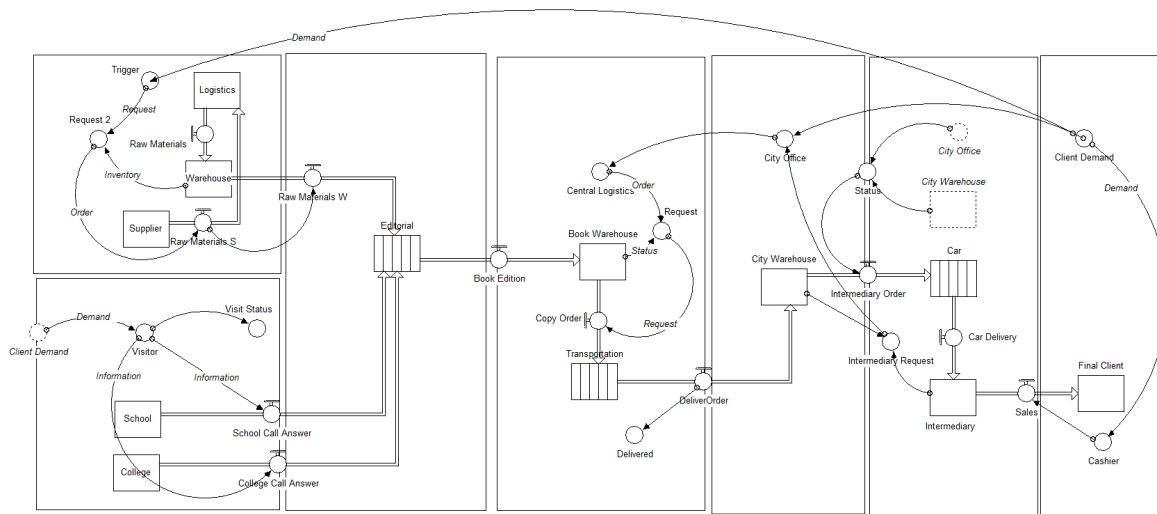 Demand
Trigger
Logistics
Request
Request 2
Raw Materials
Inventory
Warehouse
Raw Materials W
Order
Supplier
Raw Materials S
Editorial
Book Edition
Visit Status
Demand
Client Demand
Visitor
Information
Information
School
School Call Answer
College
College Call Answer
Central Logistics
Order
Request
Book Warehouse
Status
Copy Order
Request
Transportation
DeliverOrder
Delivered
City Office
City Warehouse
City Office
Status
City Warehouse
Car
Intermediary Order
Intermediary Request
Car Delivery
Intermediary
Sales
Client Demand
Demand
Final Client
Cashier